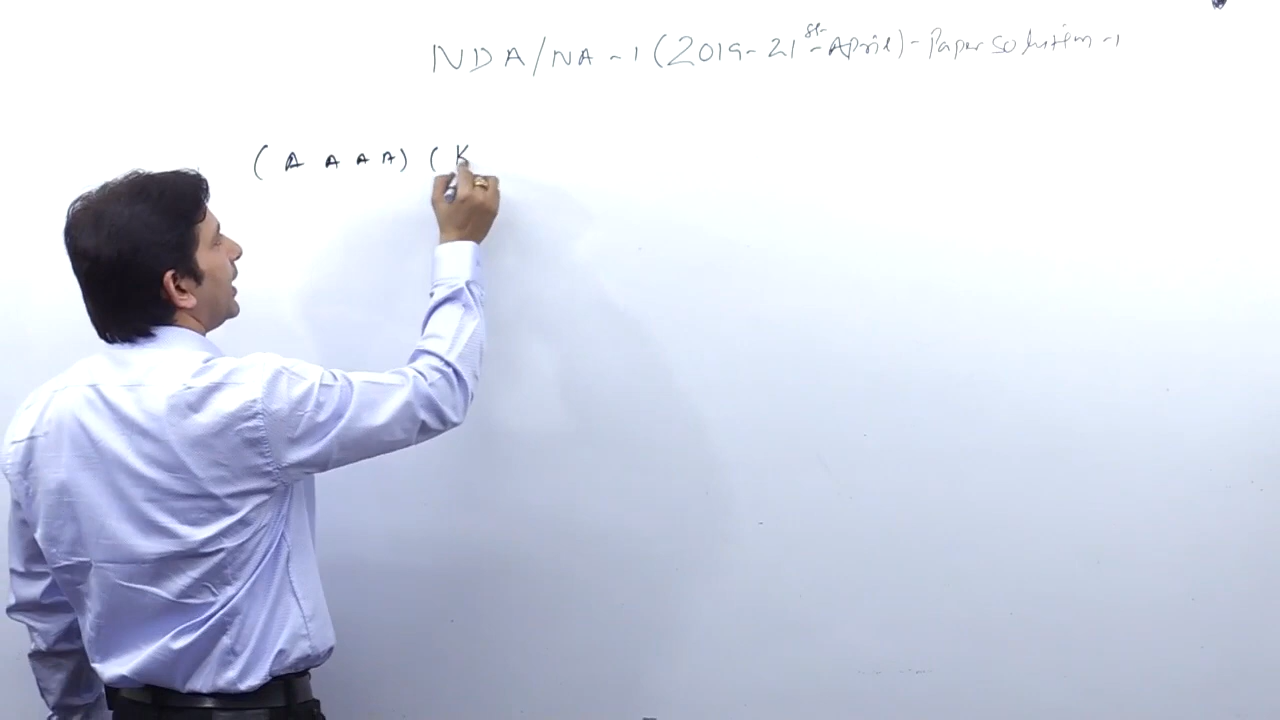 NDA/NA-1 (2019-21st-April)-Paper solution-1
(A A A A) (K